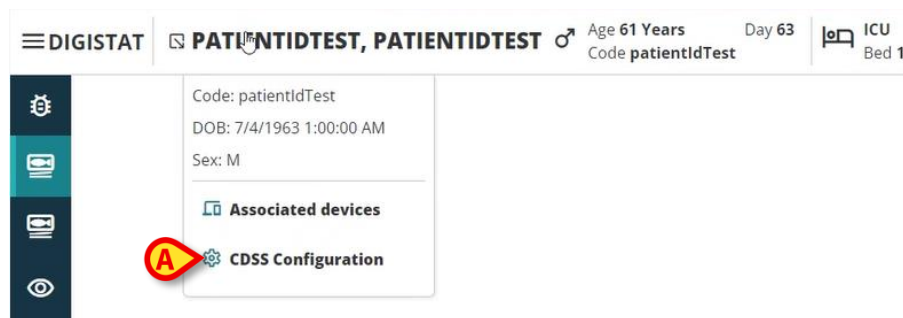 DIGISTAT PATIENTIDTEST, PATIENTIDTEST Age 61 Years Day 63 ICU
Code patientIdTest Bed 1
Code: patientIdTest
DOB: 7/4/1963 1:00:00 AM
Sex: M
Associated devices
A CDSS Configuration